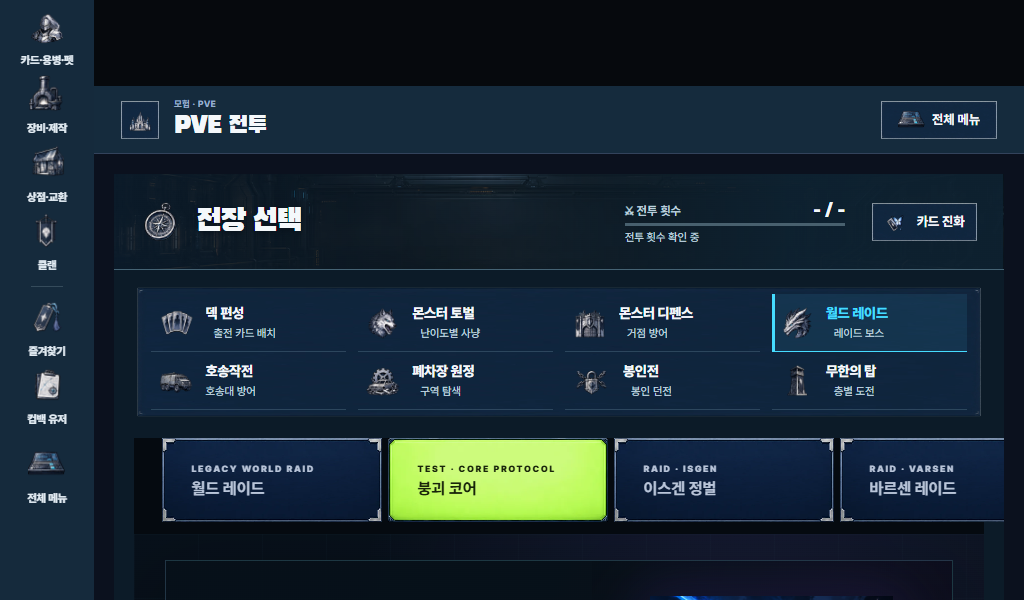 카드·용병·펫
장비·제작
상점·교환
클랜
즐겨찾기
컴백 유저
전체 메뉴
모험 · PVE
PVE 전투
전체 메뉴
전장 선택
전투 횟수
- / -
전투 횟수 확인 중
카드 진화
덱 편성
출전 카드 배치
몬스터 토벌
난이도별 사냥
몬스터 디펜스
거점 방어
월드 레이드
레이드 보스
호송작전
호송대 방어
폐차장 원정
구역 탐색
봉인전
봉인 던전
무한의 탑
층별 도전
LEGACY WORLD RAID
월드 레이드
TEST · CORE PROTOCOL
붕괴 코어
RAID · ISGEN
이스겐 정벌
RAID · VARSEN
바르센 레이드